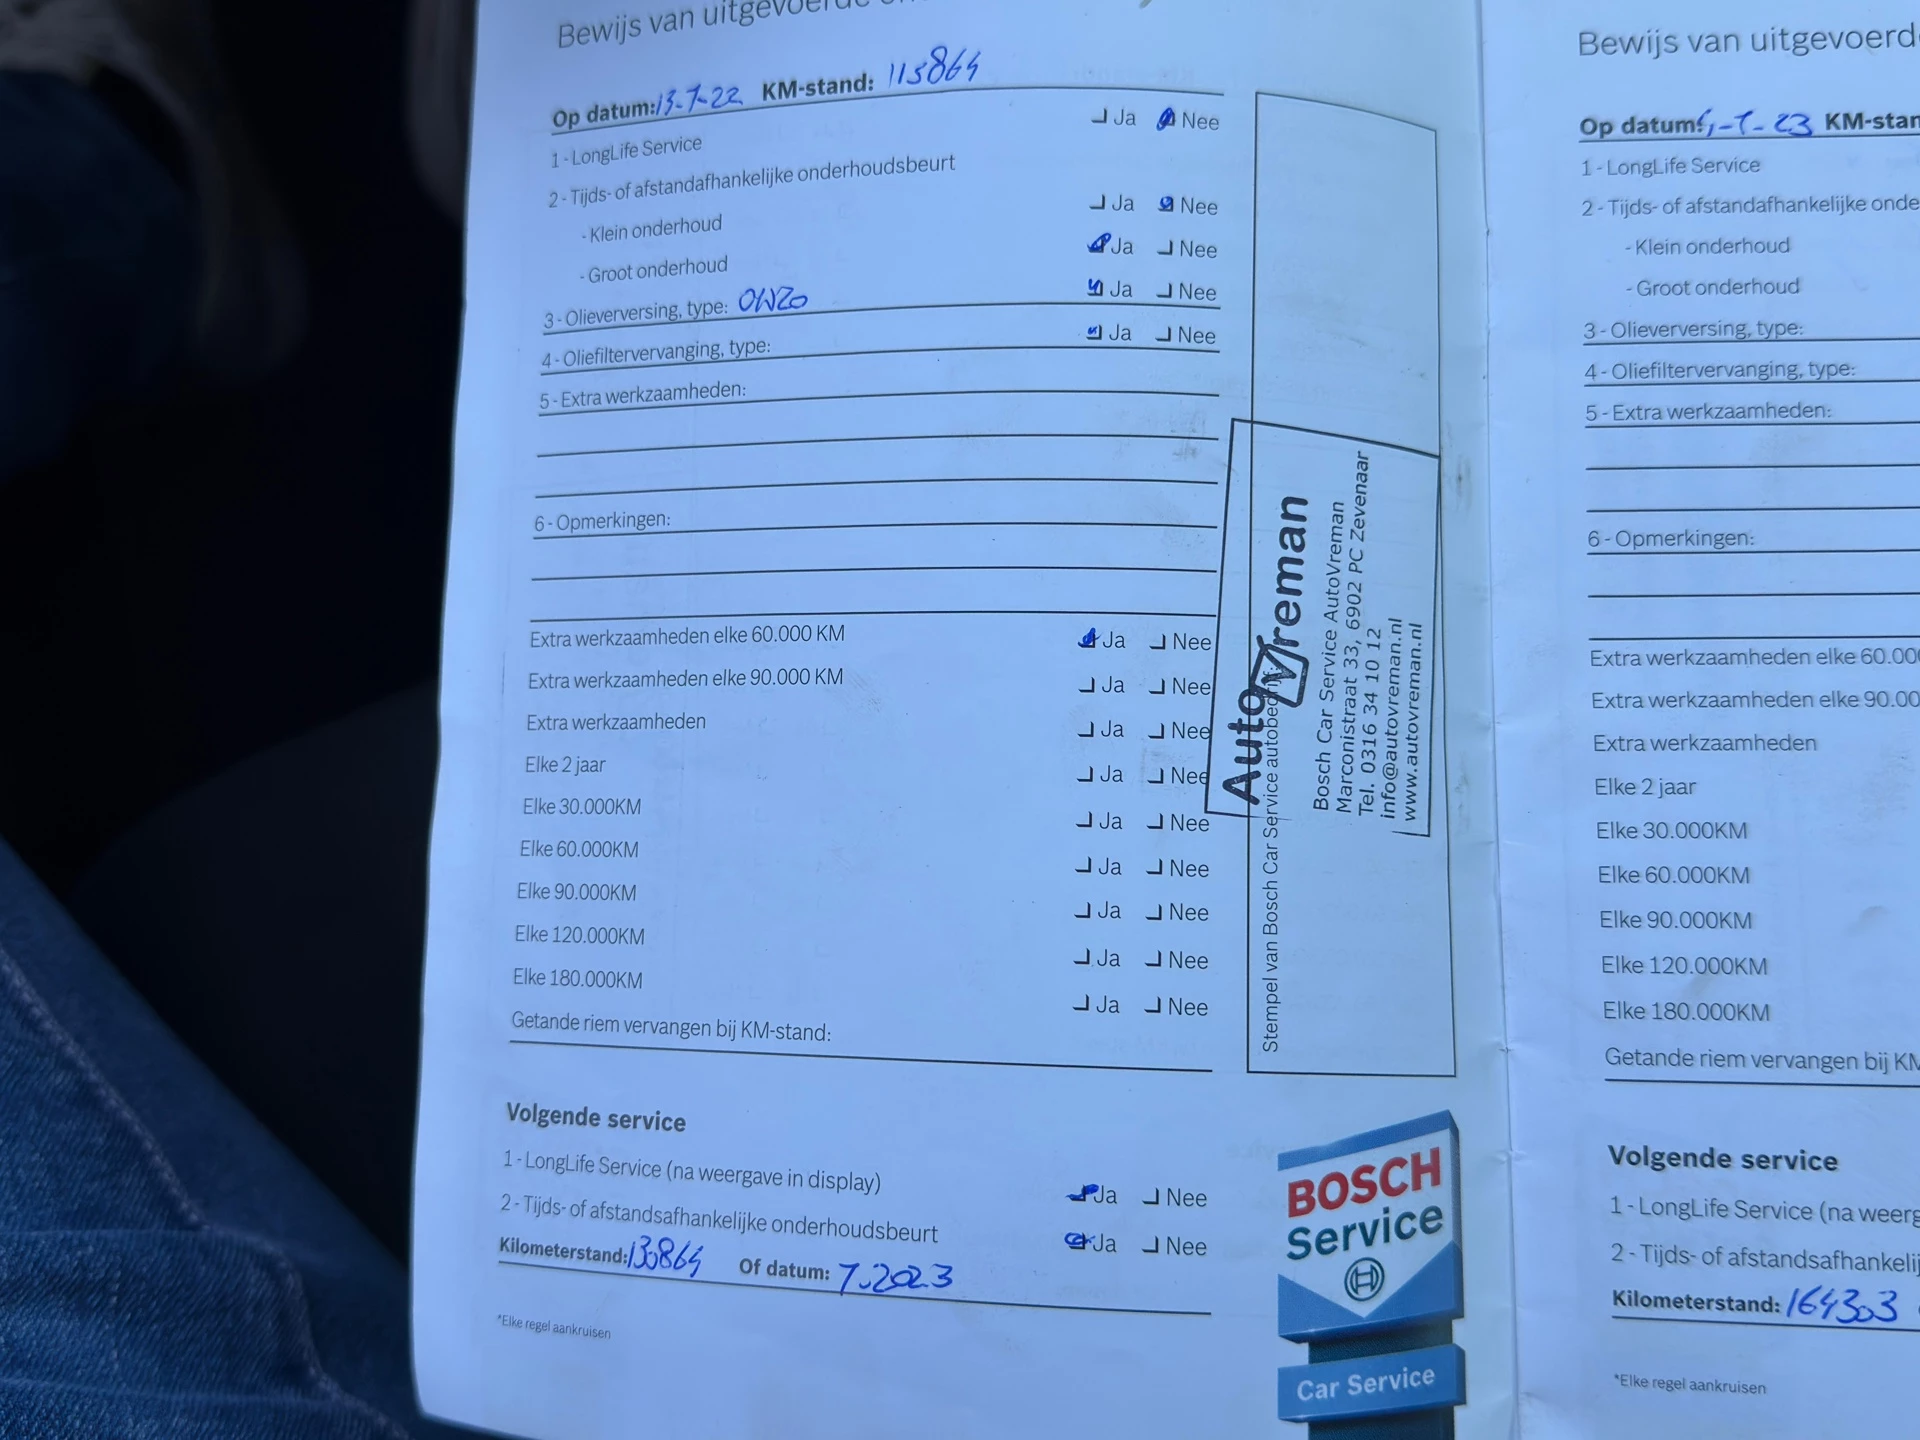 Bewijs van uitgevoerde
Op datum: 13-7-22 KM-stand: 115864
1 - LongLife Service Ja Nee
2 - Tijds- of afstandafhankelijke onderhoudsbeurt
- Klein onderhoud Ja Nee
- Groot onderhoud Ja Nee
3 - Olieverversing, type: 0W20 Ja Nee
4 - Oliefiltervervanging, type: Ja Nee
5 - Extra werkzaamheden:
6 - Opmerkingen:
Extra werkzaamheden elke 60.000 KM Ja Nee
Extra werkzaamheden elke 90.000 KM Ja Nee
Extra werkzaamheden Ja Nee
Elke 2 jaar Ja Nee
Elke 30.000KM Ja Nee
Elke 60.000KM Ja Nee
Elke 90.000KM Ja Nee
Elke 120.000KM Ja Nee
Elke 180.000KM Ja Nee
Getande riem vervangen bij KM-stand:
Stempel van Bosch Car Service autobedrijf:
AutoVreman
Bosch Car Service AutoVreman
Marconistraat 33, 6902 PC Zevenaar
Tel. 0316 34 10 12
info@autovreman.nl
www.autovreman.nl
Volgende service
1 - LongLife Service (na weergave in display) Ja Nee
2 - Tijds- of afstandsafhankelijke onderhoudsbeurt Ja Nee
Kilometerstand: 130864 Of datum: 7-2023
*Elke regel aankruisen
BOSCH
Service
Car Service
Bewijs van uitgevoerd
Op datum: -23 KM-stan
1 - LongLife Service
2 - Tijds- of afstandafhankelijke onde
- Klein onderhoud
- Groot onderhoud
3 - Olieverversing, type:
4 - Oliefiltervervanging, type:
5 - Extra werkzaamheden:
6 - Opmerkingen:
Extra werkzaamheden elke 60.00
Extra werkzaamheden elke 90.00
Extra werkzaamheden
Elke 2 jaar
Elke 30.000KM
Elke 60.000KM
Elke 90.000KM
Elke 120.000KM
Elke 180.000KM
Getande riem vervangen bij KM
Volgende service
1 - LongLife Service (na weerg
2 - Tijds- of afstandsafhankelij
Kilometerstand: 164303
*Elke regel aankruisen